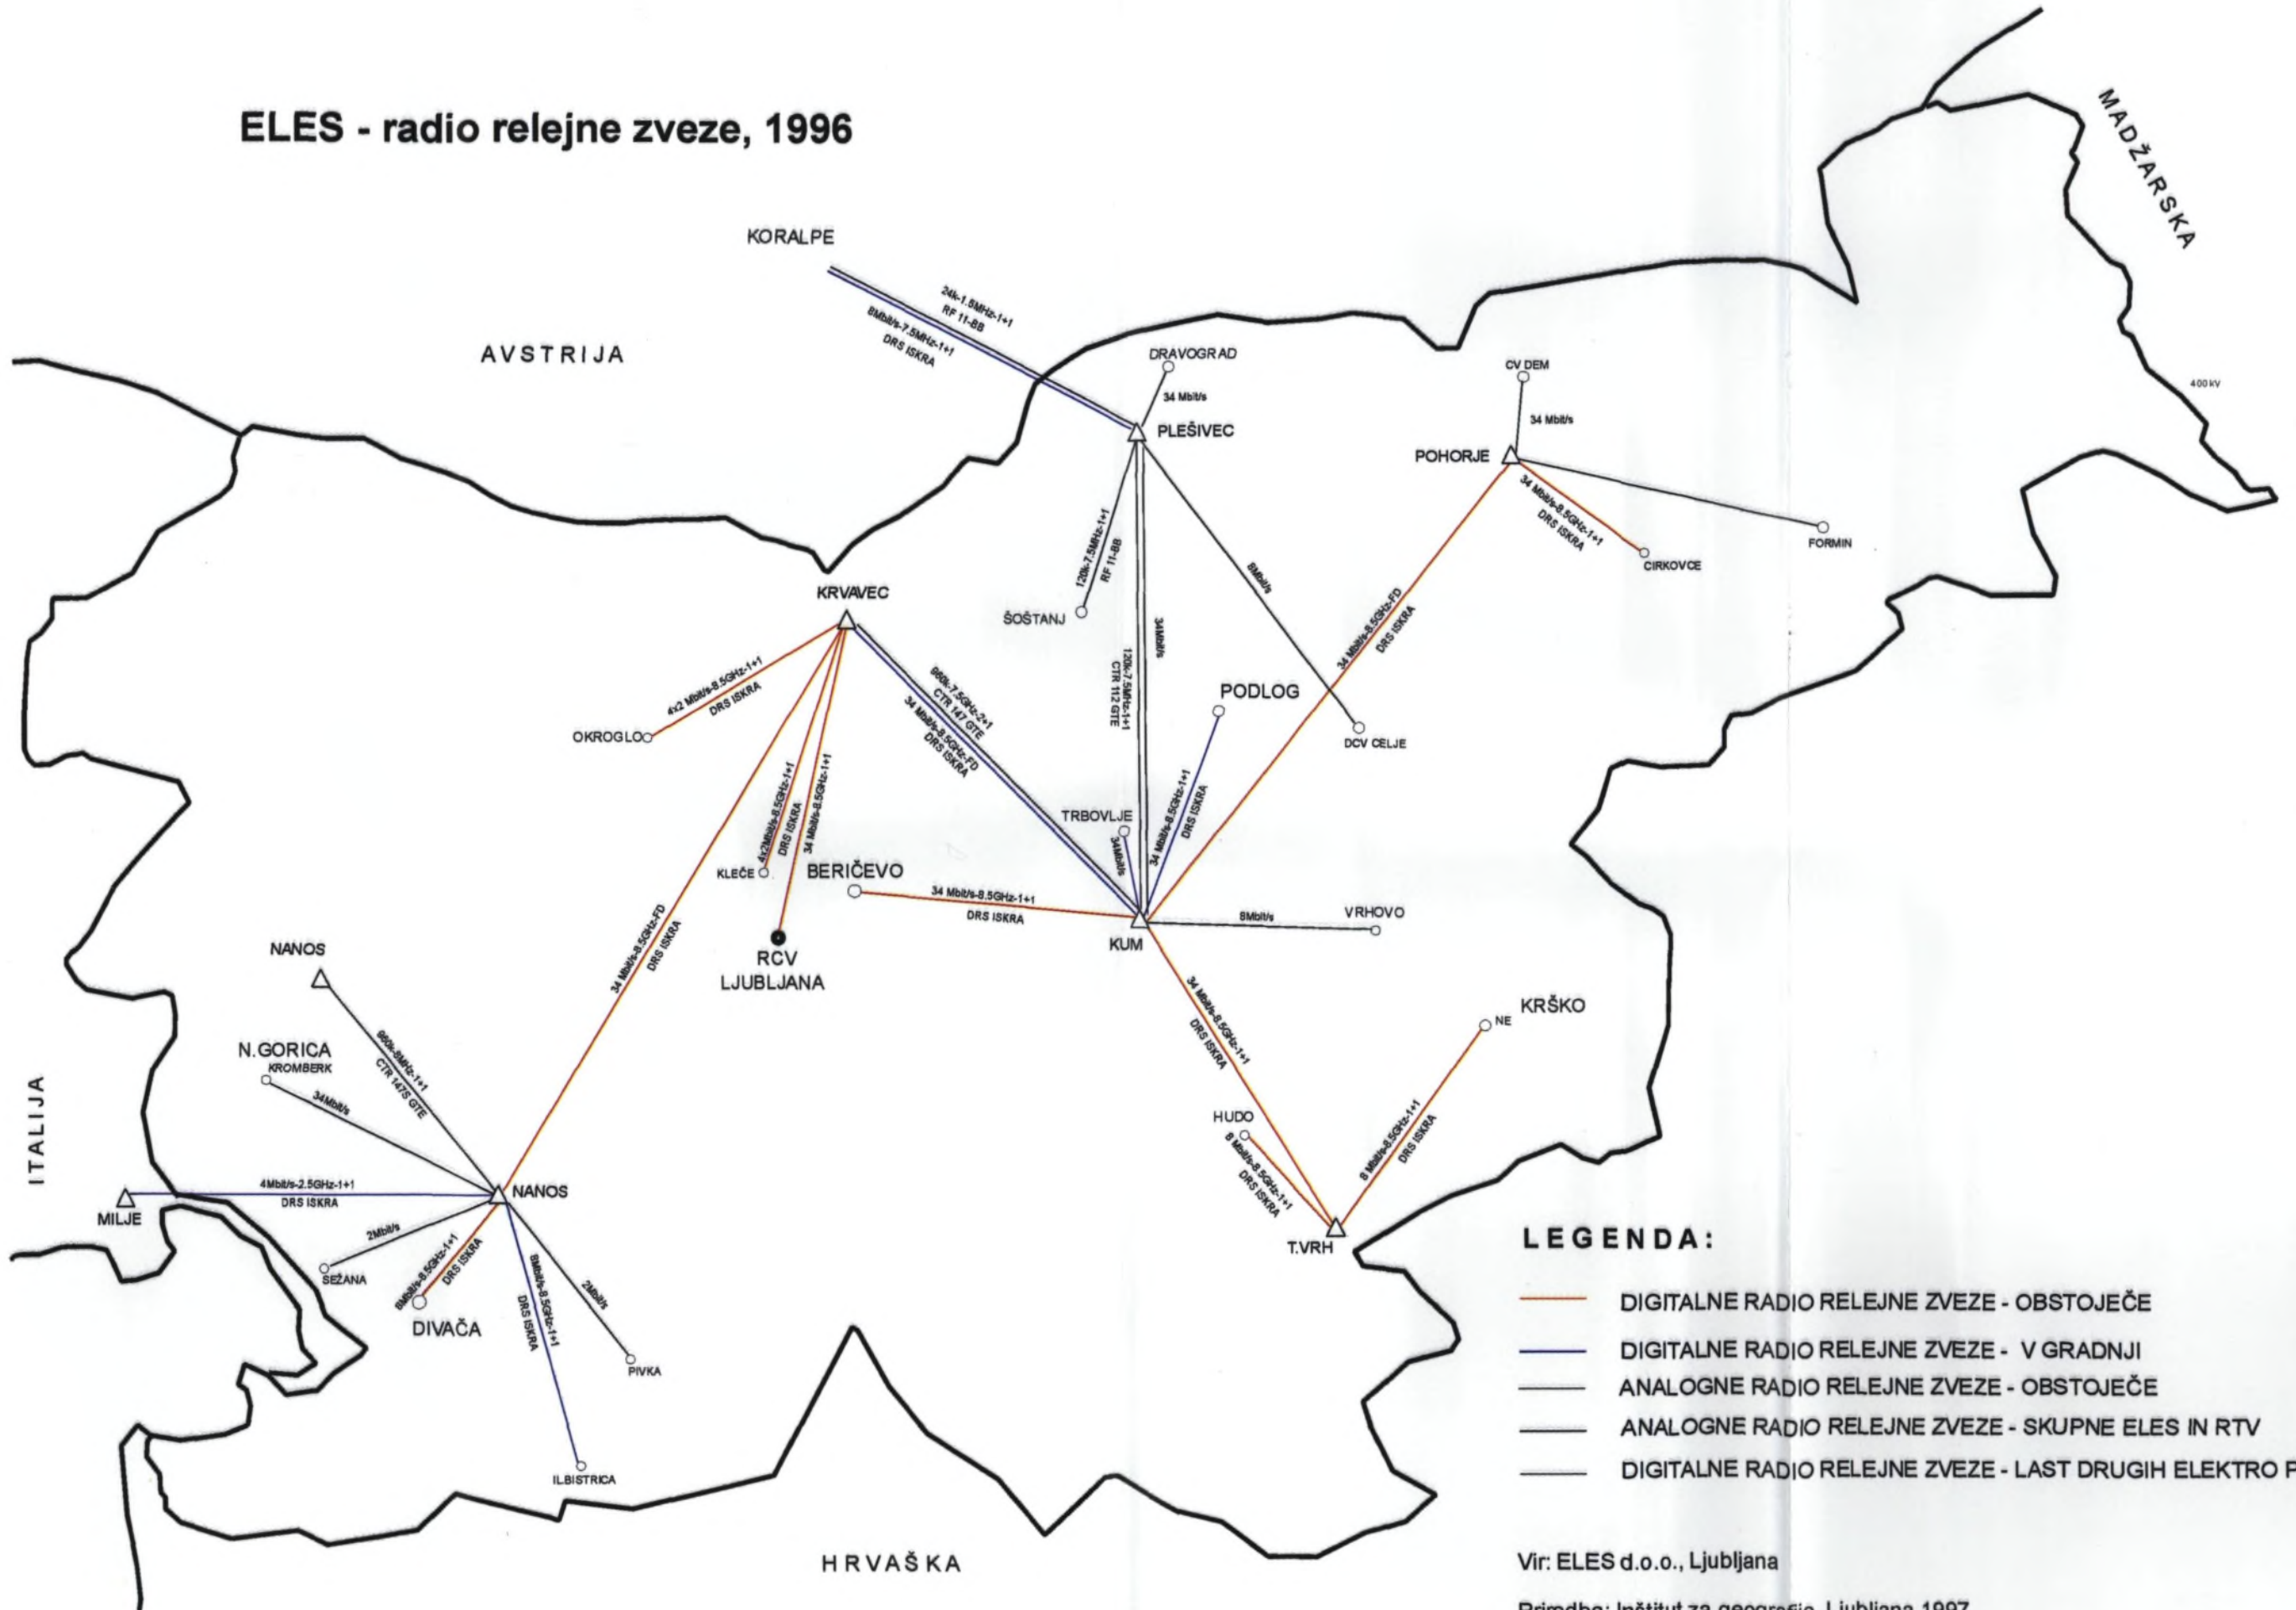 ELES - radio relejne zveze, 1996
MADŽARSKA
KORALPE
24k-1.5MHz-1+1
RF 11-BB
8Mbit/s-7.5MHz-1+1
DRS ISKRA
AVSTRIJA
DRAVOGRAD
34 Mbit/s
CV DEM
400 kV
34 Mbit/s
PLEŠIVEC
POHORJE
34 Mbit/s-8.5GHz-1+1
DRS ISKRA
FORMIN
CIRKOVCE
120k-7.5MHz-1+1
RF 11-BB
8Mbit/s
KRVAVEC
ŠOŠTANJ
34Mbit/s
120k-7.5MHz-1+1
CTR 112 GTE
34 Mbit/s-8.5GHz-FD
DRS ISKRA
4x2 Mbit/s-8.5GHz-1+1
DRS ISKRA
960k-7.5GHz-2+1
CTR 147 GTE
34 Mbit/s-8.5GHz-FD
DRS ISKRA
PODLOG
OKROGLO
DCV CELJE
4x2Mbit/s-8.5GHz-1+1
DRS ISKRA
34 Mbit/s-8.5GHz-1+1
TRBOVLJE
34Mbit/s
34 Mbit/s-8.5GHz-1+1
DRS ISKRA
KLEČE
BERIČEVO
34 Mbit/s-8.5GHz-1+1
DRS ISKRA
8Mbit/s
VRHOVO
KUM
34 Mbit/s-8.5GHz-FD
DRS ISKRA
NANOS
RCV
LJUBLJANA
KRŠKO
NE
34 Mbit/s-8.5GHz-1+1
DRS ISKRA
960k-8MHz-1+1
CTR 147S GTE
N.GORICA
KROMBERK
34Mbit/s
ITALIJA
HUDO
8 Mbit/s-8.5GHz-1+1
DRS ISKRA
8 Mbit/s-8.5GHz-1+1
DRS ISKRA
4Mbit/s-2.5GHz-1+1
DRS ISKRA
NANOS
MILJE
2Mbit/s
SEŽANA
8Mbit/s-8.5GHz-1+1
DRS ISKRA
8Mbit/s-8.5GHz-1+1
DRS ISKRA
2Mbit/s
T.VRH
DIVAČA
PIVKA
IL.BISTRICA
HRVAŠKA
LEGENDA:
DIGITALNE RADIO RELEJNE ZVEZE - OBSTOJEČE
DIGITALNE RADIO RELEJNE ZVEZE - V GRADNJI
ANALOGNE RADIO RELEJNE ZVEZE - OBSTOJEČE
ANALOGNE RADIO RELEJNE ZVEZE - SKUPNE ELES IN RTV
DIGITALNE RADIO RELEJNE ZVEZE - LAST DRUGIH ELEKTRO P
Vir: ELES d.o.o., Ljubljana
Priredba: Inštitut za geografijo, Ljubljana 1997